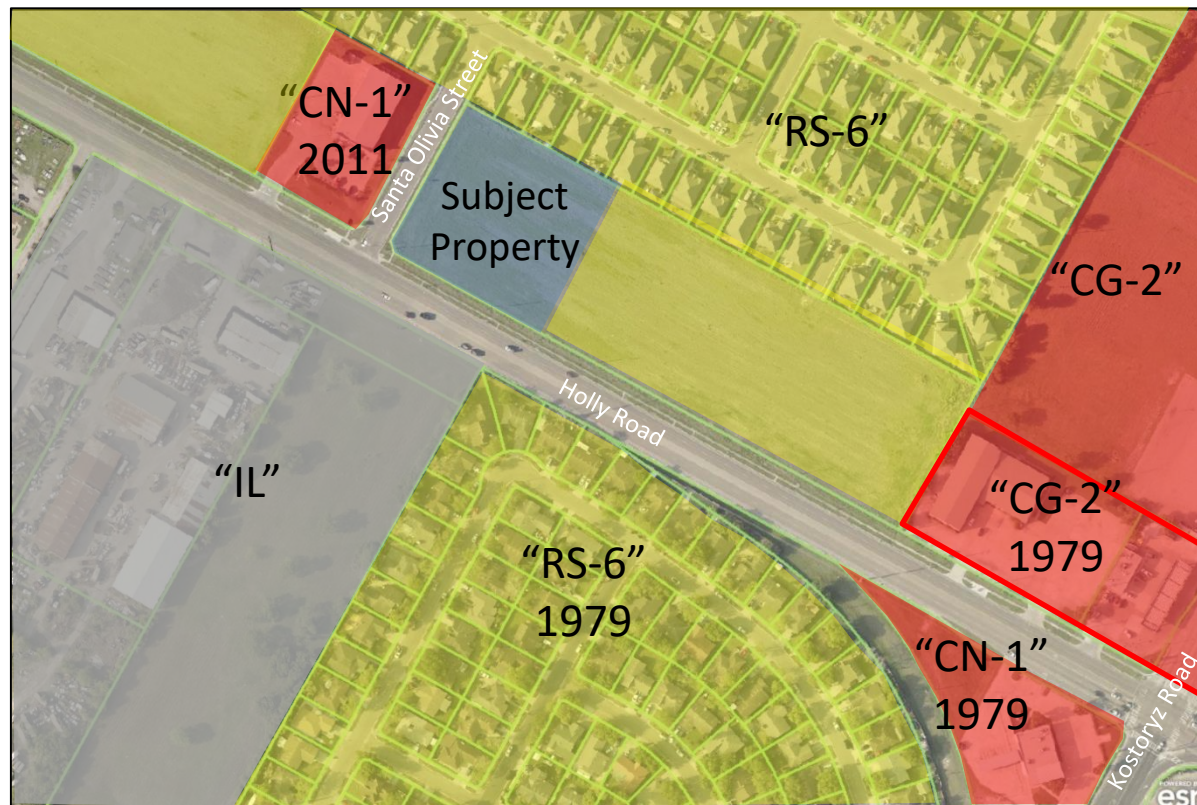 “CN-1”
2011
Santa Olivia Street
“RS-6”
Subject
Property
“CG-2”
Holly Road
“IL”
“CG-2”
1979
“RS-6”
1979
“CN-1”
1979
Kostoryz Road
esri